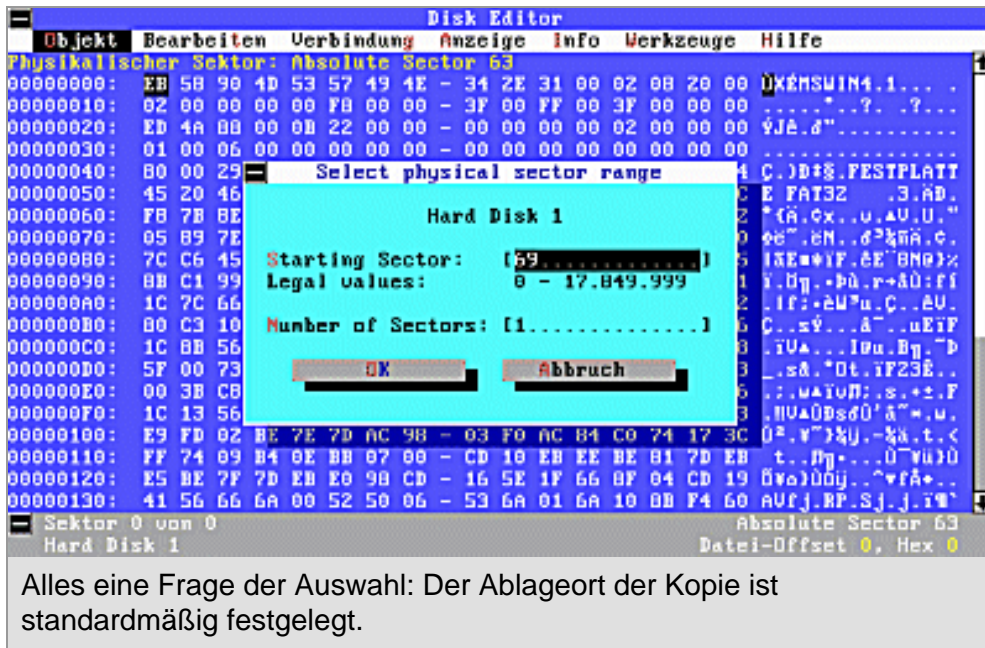 Disk Editor
Objekt Bearbeiten Verbindung Anzeige Info Werkzeuge Hilfe
Physikalischer Sektor: Absolute Sector 63
00000000: EB 58 90 4D 53 57 49 4E - 34 2E 31 00 02 08 20 00
00000010: 02 00 00 00 00 F8 00 00 - 3F 00 FF 00 3F 00 00 00
00000020: ED 4A 88 00 0B 22 00 00 - 00 00 00 00 02 00 00 00
00000030: 01 00 06 00 00 00 00 00 - 00 00 00 00 00 00 00 00
00000040: 80 00 29 FESTPLATT
00000050: 45 20 46 E FAT32
00000060: F8 7B 8E
00000070: 05 89 7E
00000080: 7C C6 45
00000090: 8B C1 99
000000A0: 1C 7C 66
000000B0: 80 C3 10
000000C0: 1C 8B 56
000000D0: 5F 00 73
000000E0: 00 3B C8
000000F0: 1C 13 56
00000100: E9 FD 02 BE 7E 7D AC 98 - 03 F0 AC 84 C0 74 17 3C
00000110: FF 74 09 B4 0E BB 07 00 - CD 10 EB EE BE 81 7D EB
00000120: E5 BE 7F 7D EB E0 98 CD - 16 5E 1F 66 8F 04 CD 19
00000130: 41 56 66 6A 00 52 50 06 - 53 6A 01 6A 10 8B F4 60
Select physical sector range
Hard Disk 1
Starting Sector: [69..............]
Legal values: 0 - 17.849.999
Number of Sectors: [1..............]
OK Abbruch
Sektor 0 von 0 Absolute Sector 63
Hard Disk 1 Datei-Offset 0, Hex 0
Alles eine Frage der Auswahl: Der Ablageort der Kopie ist
standardmäßig festgelegt.